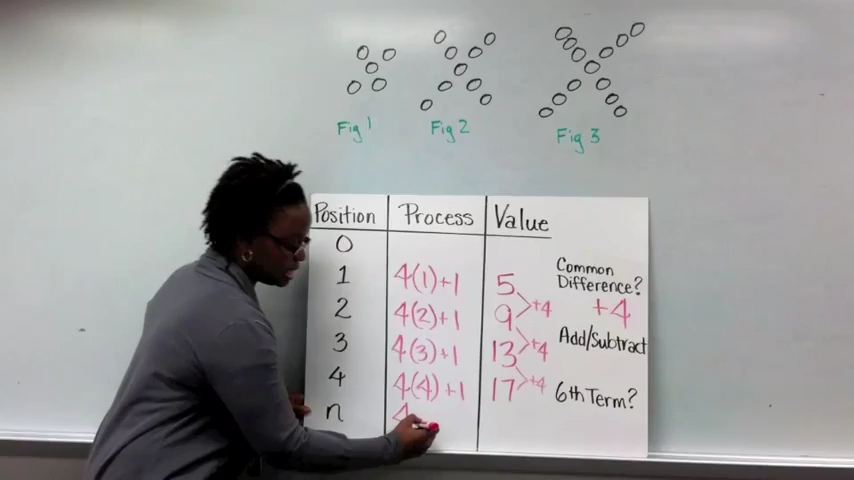 Fig 1 Fig 2 Fig 3
Position Process Value
0
1 4(1)+1 5
Common
Difference?
2 4(2)+1 9 +4 +4
3 4(3)+1 13 +4 Add/Subtract
4 4(4)+1 17 +4 6th Term?
n 4